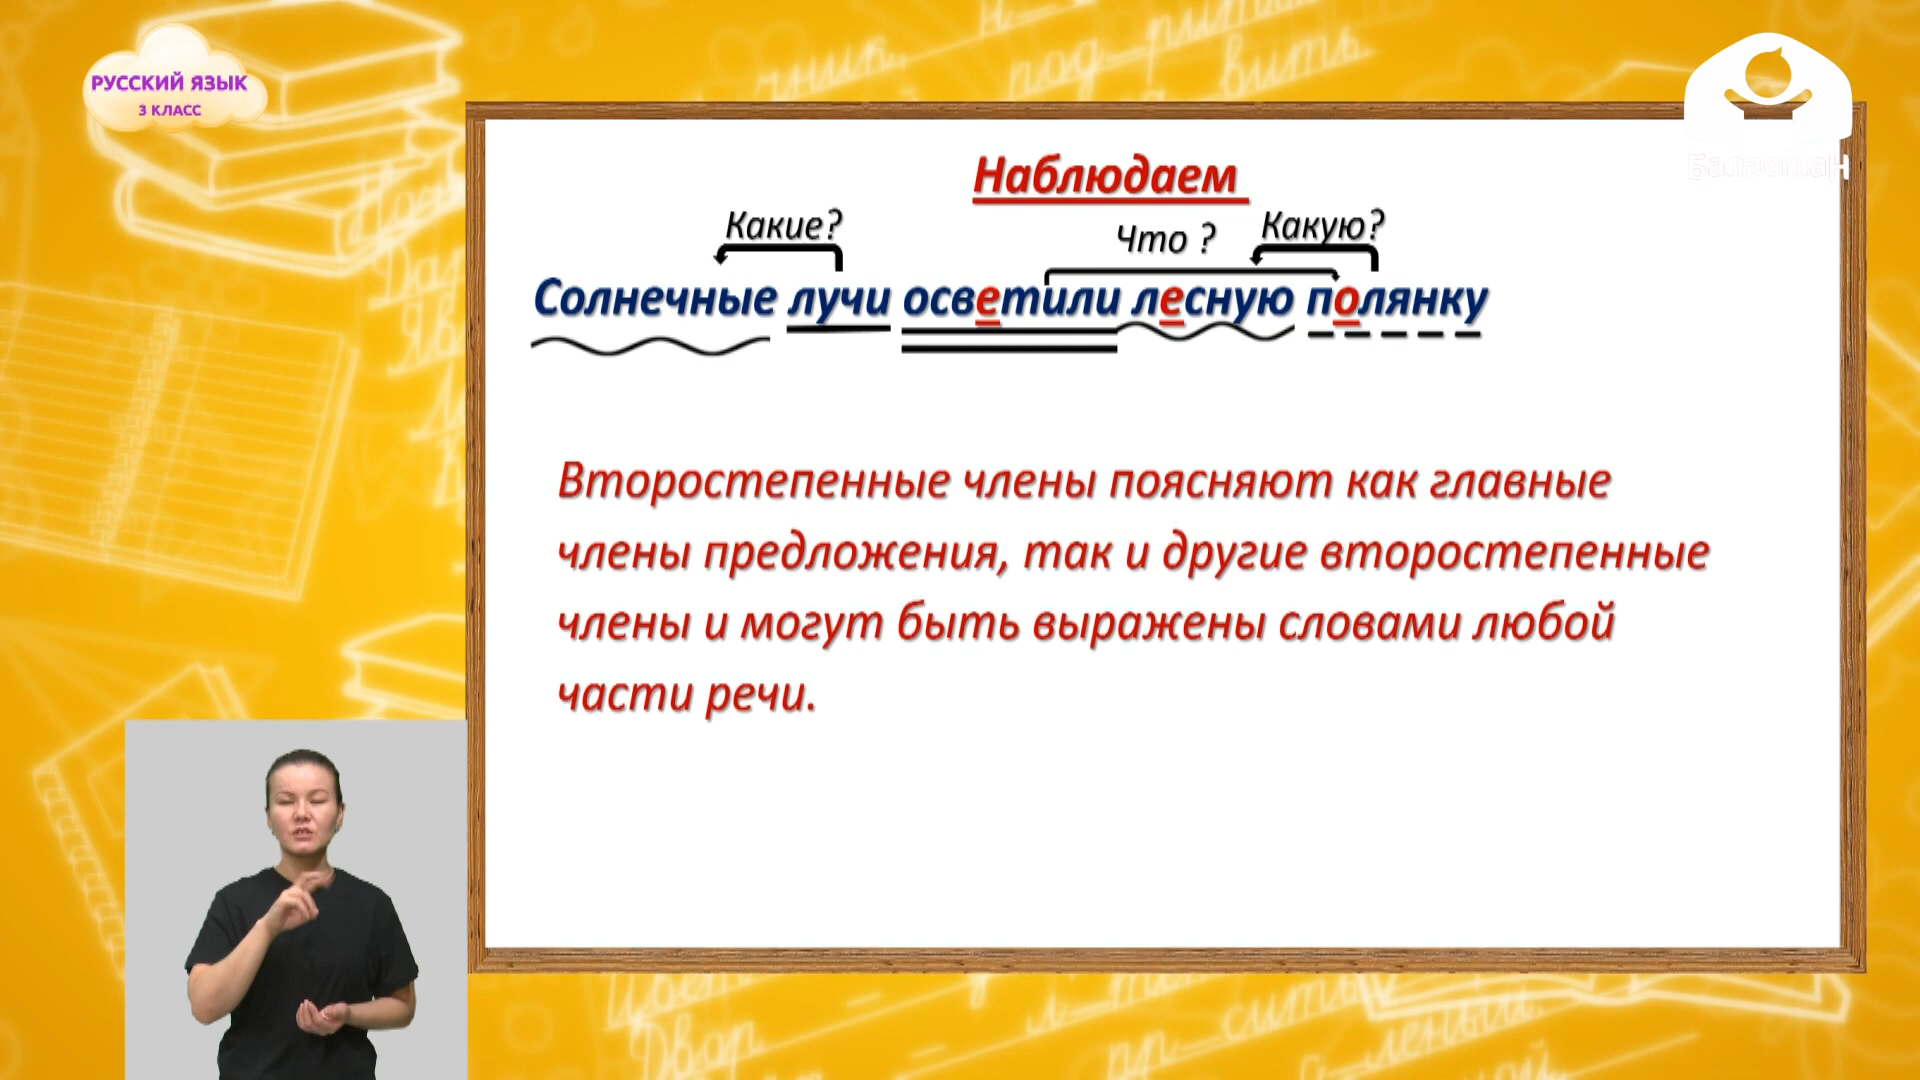 РУССКИЙ ЯЗЫК
3 КЛАСС
Баластан
Наблюдаем
Какие? Что ? Какую?
Солнечные лучи осветили лесную полянку
Второстепенные члены поясняют как главные
члены предложения, так и другие второстепенные
члены и могут быть выражены словами любой
части речи.